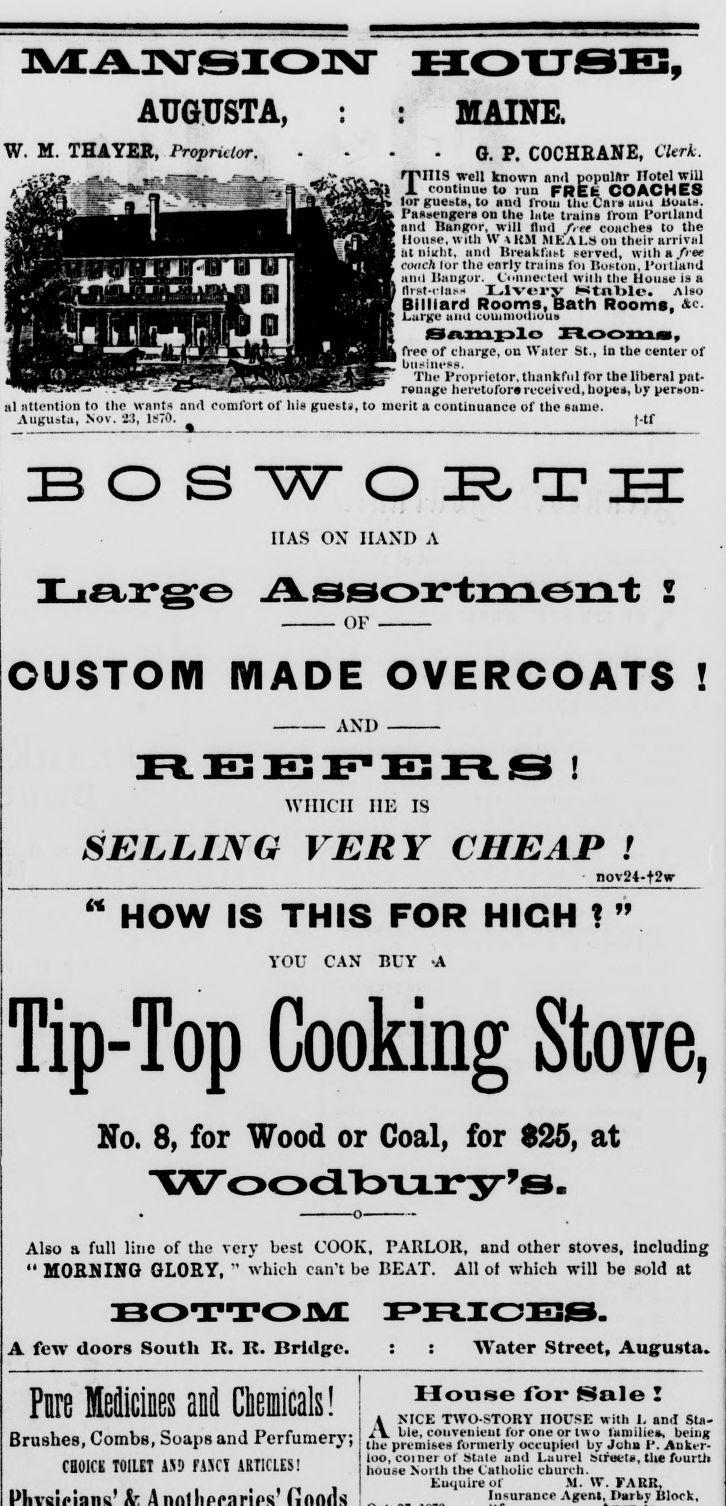 MANSION HOUSE,
AUGUSTA, : : MAINE.
W. M. THAYER, Proprietor. - - - - G. P. COCHRANE, Clerk.
THIS well known and popular Hotel will
continue to run FREE COACHES
for guests, to and from the Cars and Boats.
Passengers on the late trains from Portland
and Bangor, will find free coaches to the
House, with WARM MEALS on their arrival
at night, and Breakfast served, with a free
coach for the early trains for Boston, Portland
and Bangor. Connected with the House is a
first-class Livery Stable. Also
Billiard Rooms, Bath Rooms, &c.
Large and commodious
Sample Rooms,
free of charge, on Water St., in the center of
business.
The Proprietor, thankful for the liberal pat-
ronage heretofore received, hopes, by person-
al attention to the wants and comfort of his guests, to merit a continuance of the same.
Augusta, Nov. 23, 1870. †-tf
BOSWORTH
HAS ON HAND A
Large Assortment !
OF
CUSTOM MADE OVERCOATS !
AND
REEFERS !
WHICH HE IS
SELLING VERY CHEAP !
nov24-†2w
“ HOW IS THIS FOR HIGH ? ”
YOU CAN BUY A
Tip-Top Cooking Stove,
No. 8, for Wood or Coal, for $25, at
Woodbury's.
Also a full line of the very best COOK, PARLOR, and other stoves, including
“ MORNING GLORY, ” which can't be BEAT. All of which will be sold at
BOTTOM PRICES.
A few doors South R. R. Bridge. : : Water Street, Augusta.
Pure Medicines and Chemicals!
Brushes, Combs, Soaps and Perfumery;
CHOICE TOILET AND FANCY ARTICLES!
Physicians' & Apothecaries' Goods
House for Sale !
A NICE TWO-STORY HOUSE with L and Sta-
ble, convenient for one or two families, being
the premises formerly occupied by John P. Anker-
loo, corner of State and Laurel Streets, the fourth
house North the Catholic church.
Enquire of M. W. FARR,
Insurance Agent, Darby Block,